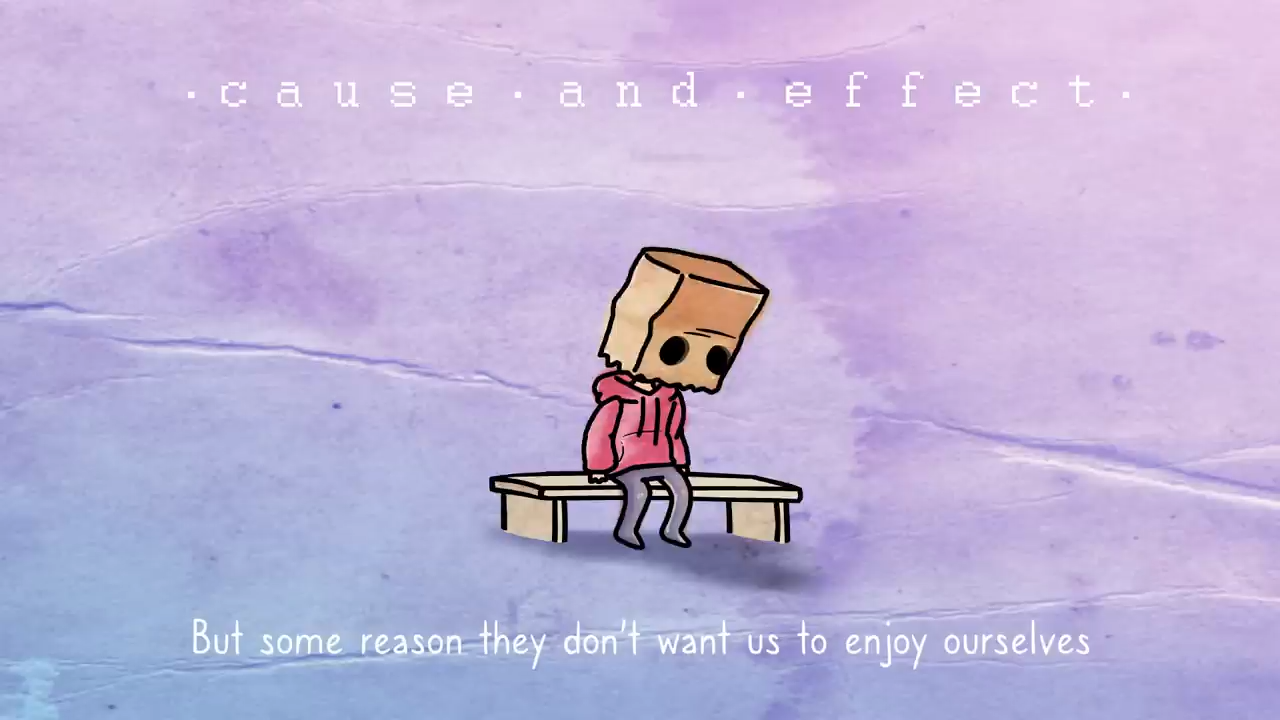 ·cause·and·effect·
But some reason they don't want us to enjoy ourselves